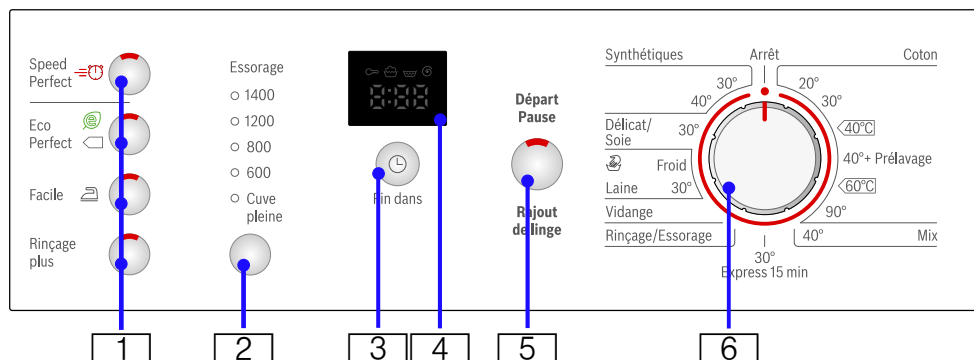 Speed
Perfect
Eco
Perfect
Facile
Rinçage
plus
Essorage
1400
1200
800
600
Cuve
pleine
8:88
Fin dans
Départ
Pause
Rajout
de linge
Synthétiques
Arrêt
Coton
40°
30°
20°
30°
Délicat/
Soie
30°
40°C
Froid
40°+ Prélavage
Laine
30°
60°C
Vidange
90°
Rinçage/Essorage
40°
Mix
30°
Express 15 min
1
2
3
4
5
6